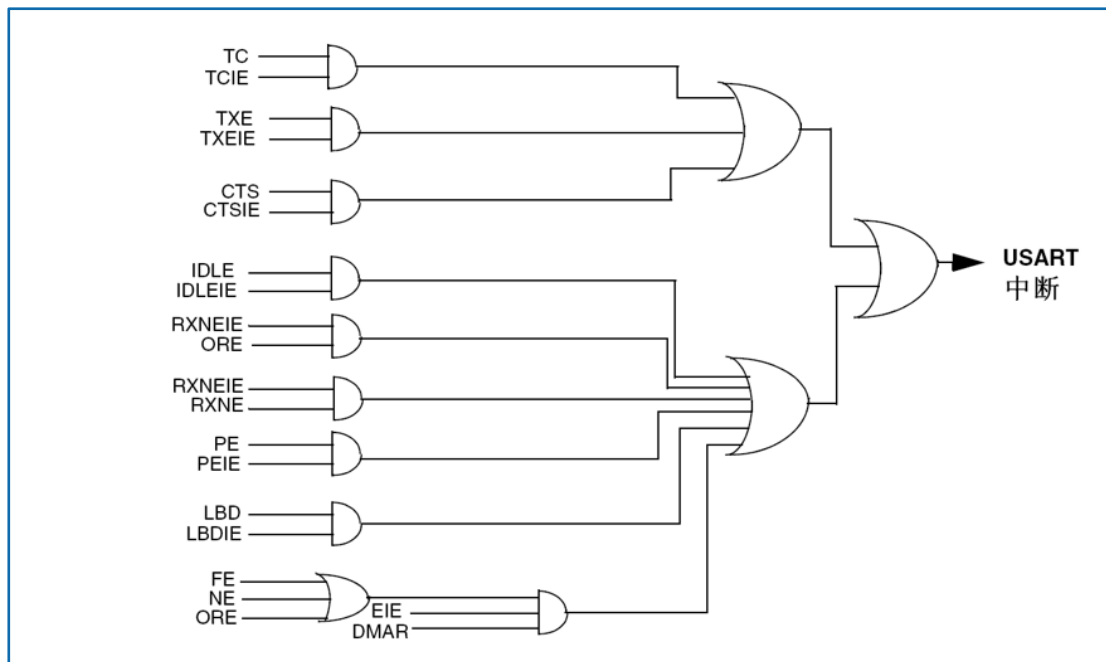 TC
TCIE
TXE
TXEIE
CTS
CTSIE
IDLE
IDLEIE
RXNEIE
ORE
RXNEIE
RXNE
PE
PEIE
LBD
LBDIE
FE
NE
ORE
EIE
DMAR
USART
中断